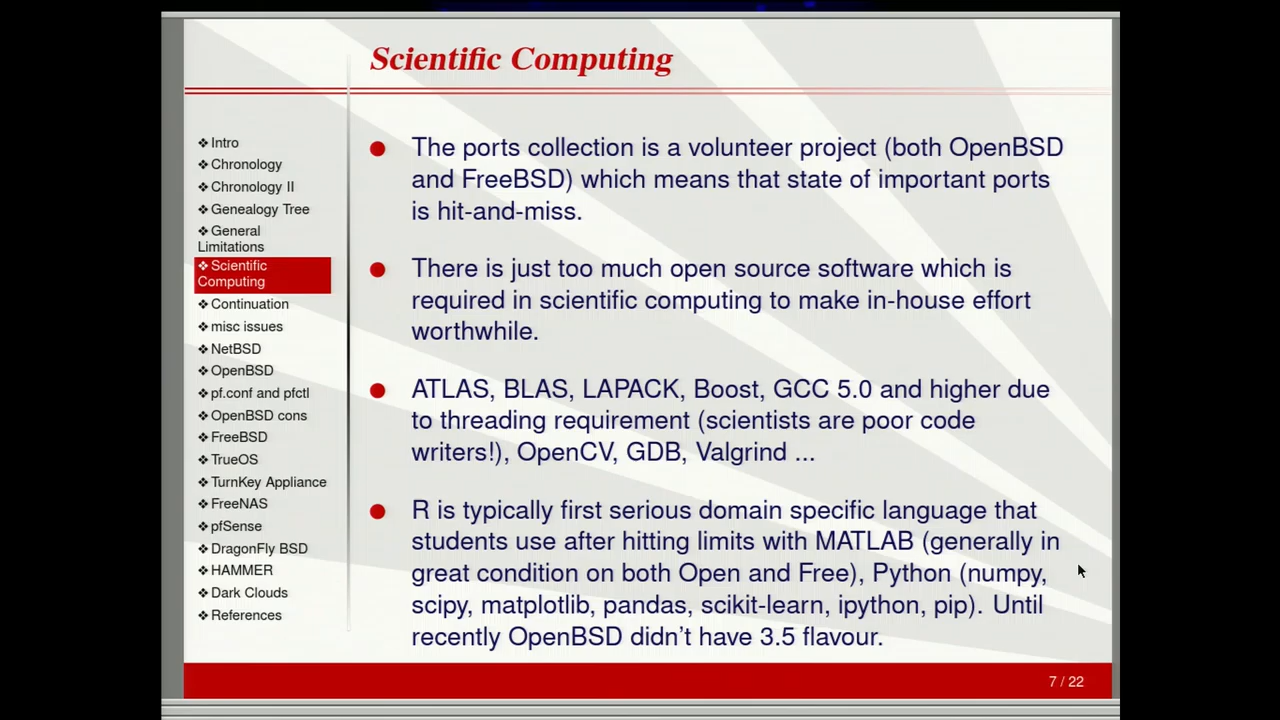 Scientific Computing
❖ Intro
❖ Chronology
❖ Chronology II
❖ Genealogy Tree
❖ General
Limitations
❖ Scientific
Computing
❖ Continuation
❖ misc issues
❖ NetBSD
❖ OpenBSD
❖ pf.conf and pfctl
❖ OpenBSD cons
❖ FreeBSD
❖ TrueOS
❖ TurnKey Appliance
❖ FreeNAS
❖ pfSense
❖ DragonFly BSD
❖ HAMMER
❖ Dark Clouds
❖ References
● The ports collection is a volunteer project (both OpenBSD
and FreeBSD) which means that state of important ports
is hit-and-miss.
● There is just too much open source software which is
required in scientific computing to make in-house effort
worthwhile.
● ATLAS, BLAS, LAPACK, Boost, GCC 5.0 and higher due
to threading requirement (scientists are poor code
writers!), OpenCV, GDB, Valgrind ...
● R is typically first serious domain specific language that
students use after hitting limits with MATLAB (generally in
great condition on both Open and Free), Python (numpy,
scipy, matplotlib, pandas, scikit-learn, ipython, pip). Until
recently OpenBSD didn't have 3.5 flavour.
7 / 22